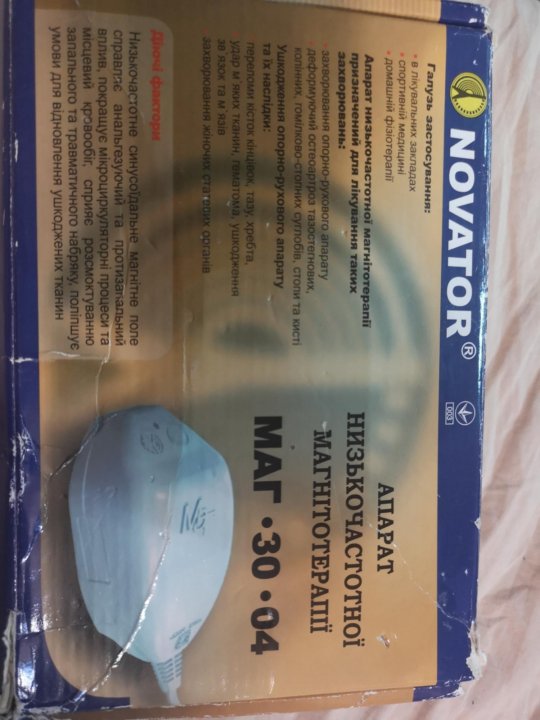 NOVATOR®
003
Галузь застосування:
• в лікувальних закладах
• спортивній медицині
• домашній фізіотерапії
Апарат низькочастотної магнітотерапії
призначений для лікування таких
захворювань:
• захворювання опорно-рухового апарату
• деформуючий остеоартроз тазостегнових,
колінних, гомілково-стопних суглобів, стопи та кисті
Ушкодження опорно-рухового апарату
та їх наслідки:
переломи кісток кінцівок, тазу, хребта,
удар м'яких тканин, гематома, ушкодження
зв'язок та м'язів
захворювання жіночих статевих органів
Діючі фактори
Низькочастотне синусоїдальне магнітне поле
справляє анальгезуючий та протизапальний
вплив, покращує мікроциркуляторні процеси та
місцевий кровообіг, сприяє розсмоктуванню
запального та травматичного набряку, поліпшує
умови для відновлення ушкоджених тканин
АПАРАТ
НИЗЬКОЧАСТОТНОЇ
МАГНІТОТЕРАПІЇ
МАГ•30•04